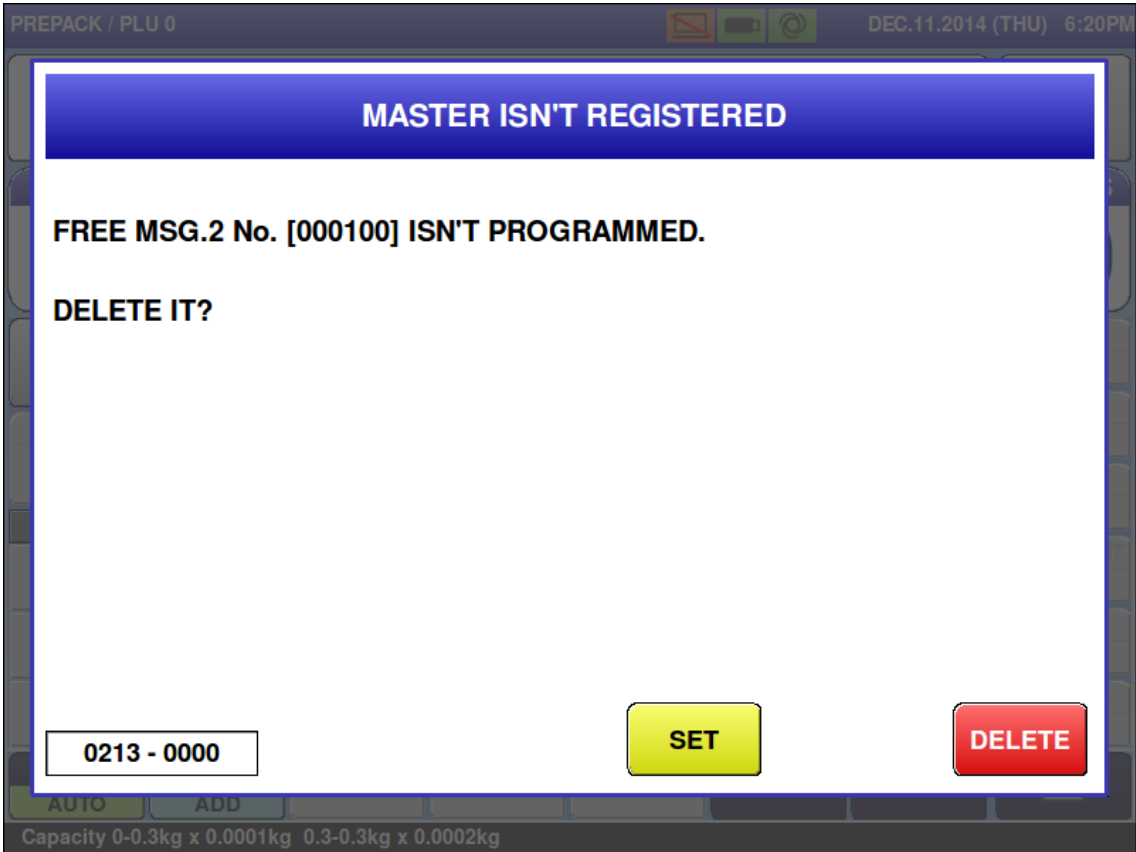 PREPACK / PLU 0 DEC.11.2014 (THU) 6:20PM
MASTER ISN'T REGISTERED
FREE MSG.2 No. [000100] ISN'T PROGRAMMED.
DELETE IT?
0213 - 0000
SET
DELETE
AUTO ADD
Capacity 0-0.3kg x 0.0001kg 0.3-0.3kg x 0.0002kg